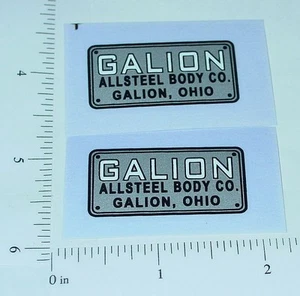 GALION
ALLSTEEL BODY CO.
GALION, OHIO
GALION
ALLSTEEL BODY CO.
GALION, OHIO
4
5
6
0 in 1 2